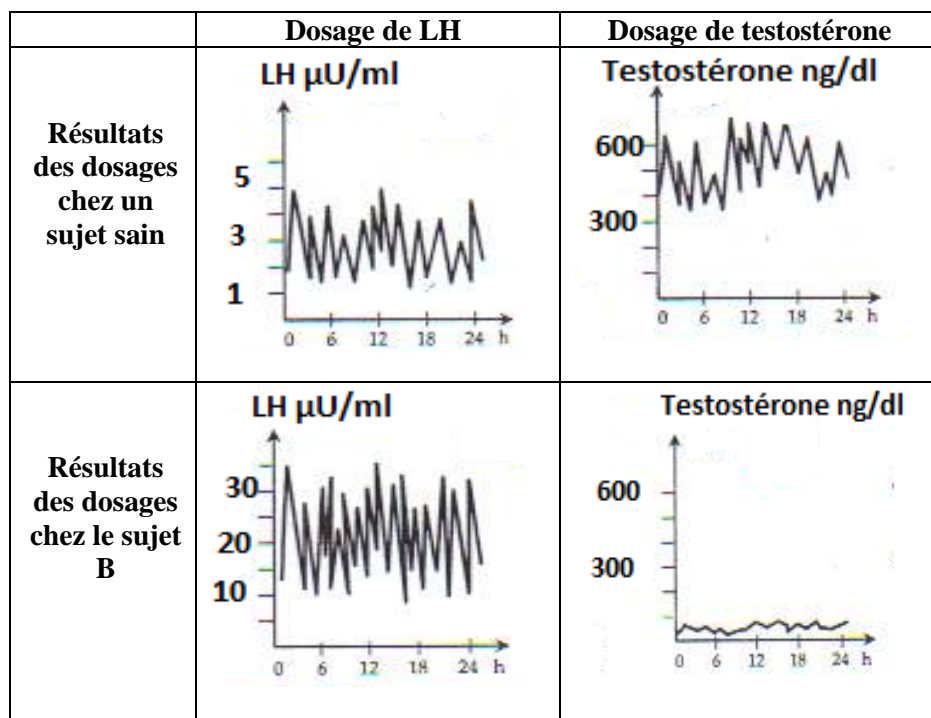 Dosage de LH
Dosage de testostérone
Résultats
des dosages
chez un
sujet sain
LH µU/ml
5
3
1
0 6 12 18 24 h
Testostérone ng/dl
600
300
0 6 12 18 24 h
Résultats
des dosages
chez le sujet
B
LH µU/ml
30
20
10
0 6 12 18 24 h
Testostérone ng/dl
600
300
0 6 12 18 24 h